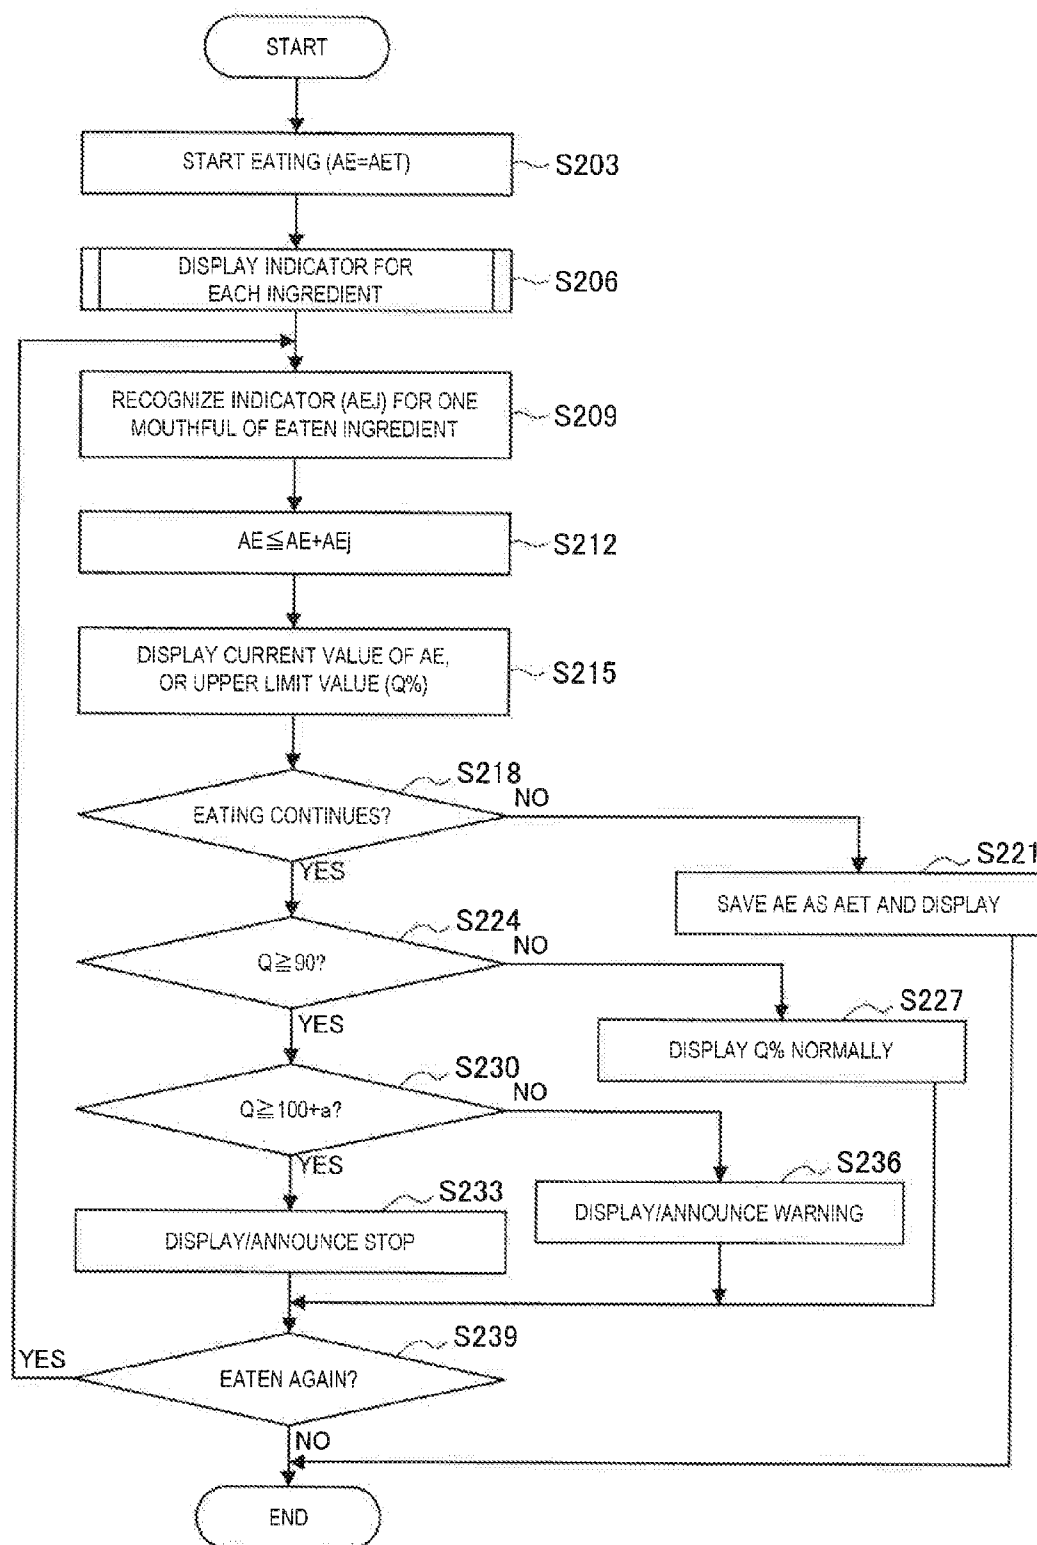 START
START EATING (AE=AET)
S203
DISPLAY INDICATOR FOR
EACH INGREDIENT
S206
RECOGNIZE INDICATOR (AEJ) FOR ONE
MOUTHFUL OF EATEN INGREDIENT
S209
AE≦AE+AEj
S212
DISPLAY CURRENT VALUE OF AE,
OR UPPER LIMIT VALUE (Q%)
S215
S218
EATING CONTINUES?
NO
YES
S221
SAVE AE AS AET AND DISPLAY
S224
Q≧90?
NO
YES
S227
DISPLAY Q% NORMALLY
S230
Q≧100+a?
NO
YES
S236
DISPLAY/ANNOUNCE WARNING
S233
DISPLAY/ANNOUNCE STOP
S239
YES
EATEN AGAIN?
NO
END